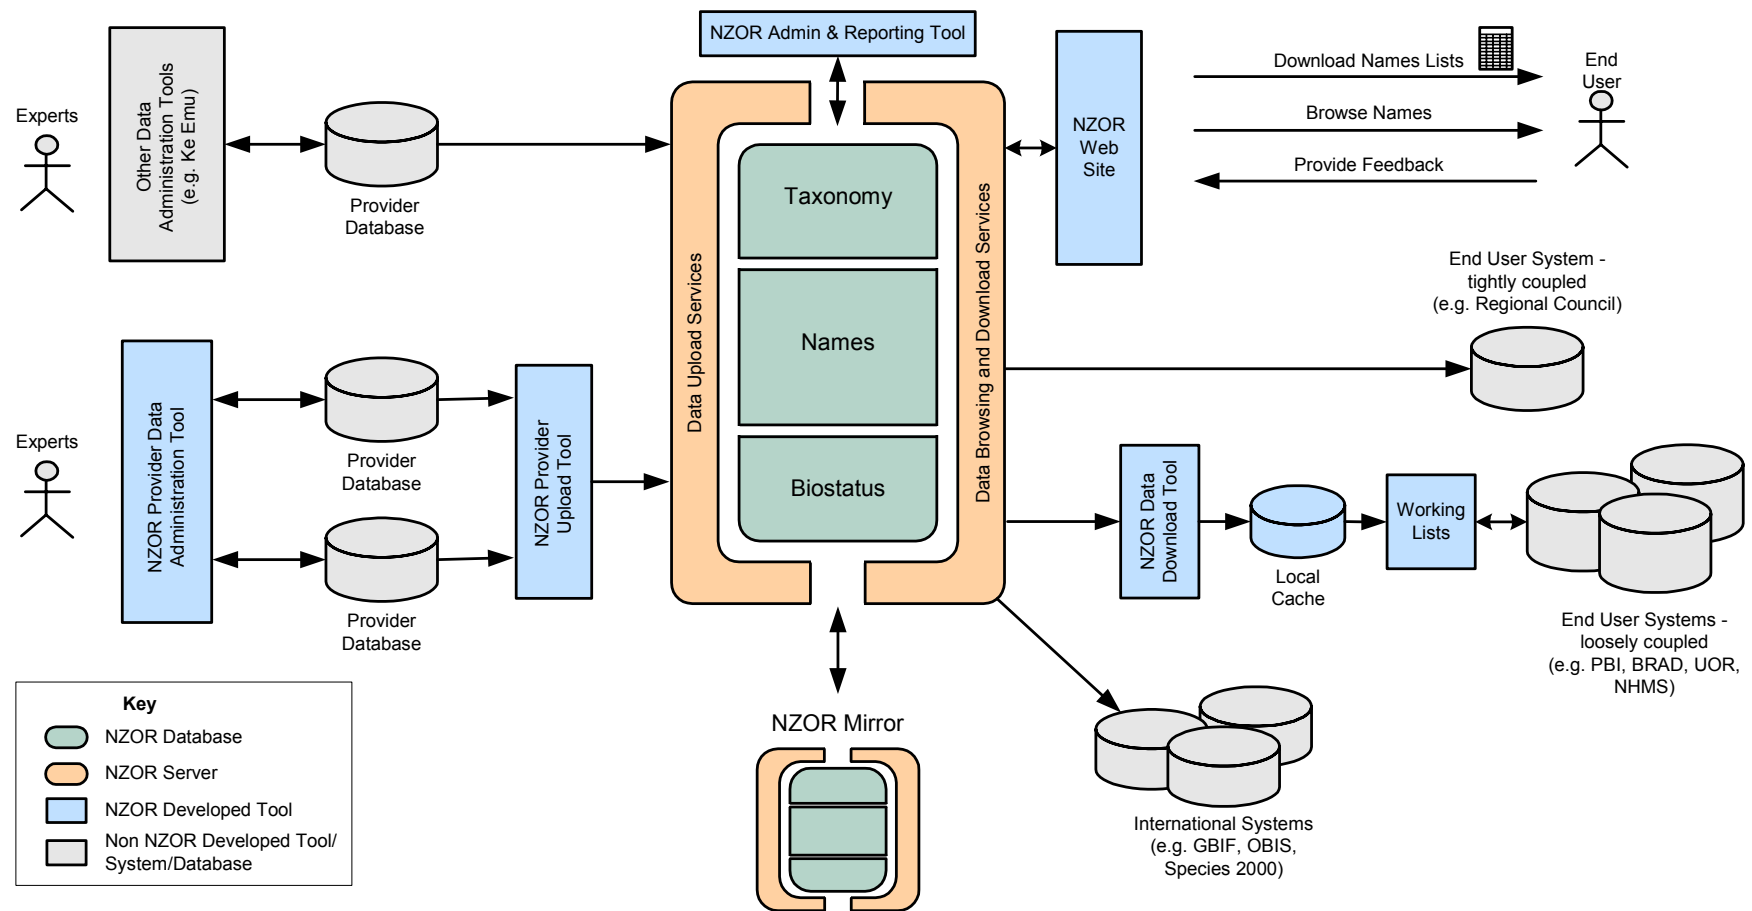 NZOR Admin & Reporting Tool
Experts
Other Data
Administration Tools
(e.g. Ke Emu)
Provider
Database
Data Upload Services
Taxonomy
Names
Biostatus
Data Browsing and Download Services
NZOR
Web
Site
Download Names Lists
Browse Names
Provide Feedback
End
User
End User System -
tightly coupled
(e.g. Regional Council)
Experts
NZOR Provider Data
Administration Tool
Provider
Database
Provider
Database
NZOR Provider
Upload Tool
NZOR Data
Download Tool
Local
Cache
Working
Lists
End User Systems -
loosely coupled
(e.g. PBI, BRAD, UOR,
NHMS)
International Systems
(e.g. GBIF, OBIS,
Species 2000)
NZOR Mirror
Key
NZOR Database
NZOR Server
NZOR Developed Tool
Non NZOR Developed Tool/
System/Database